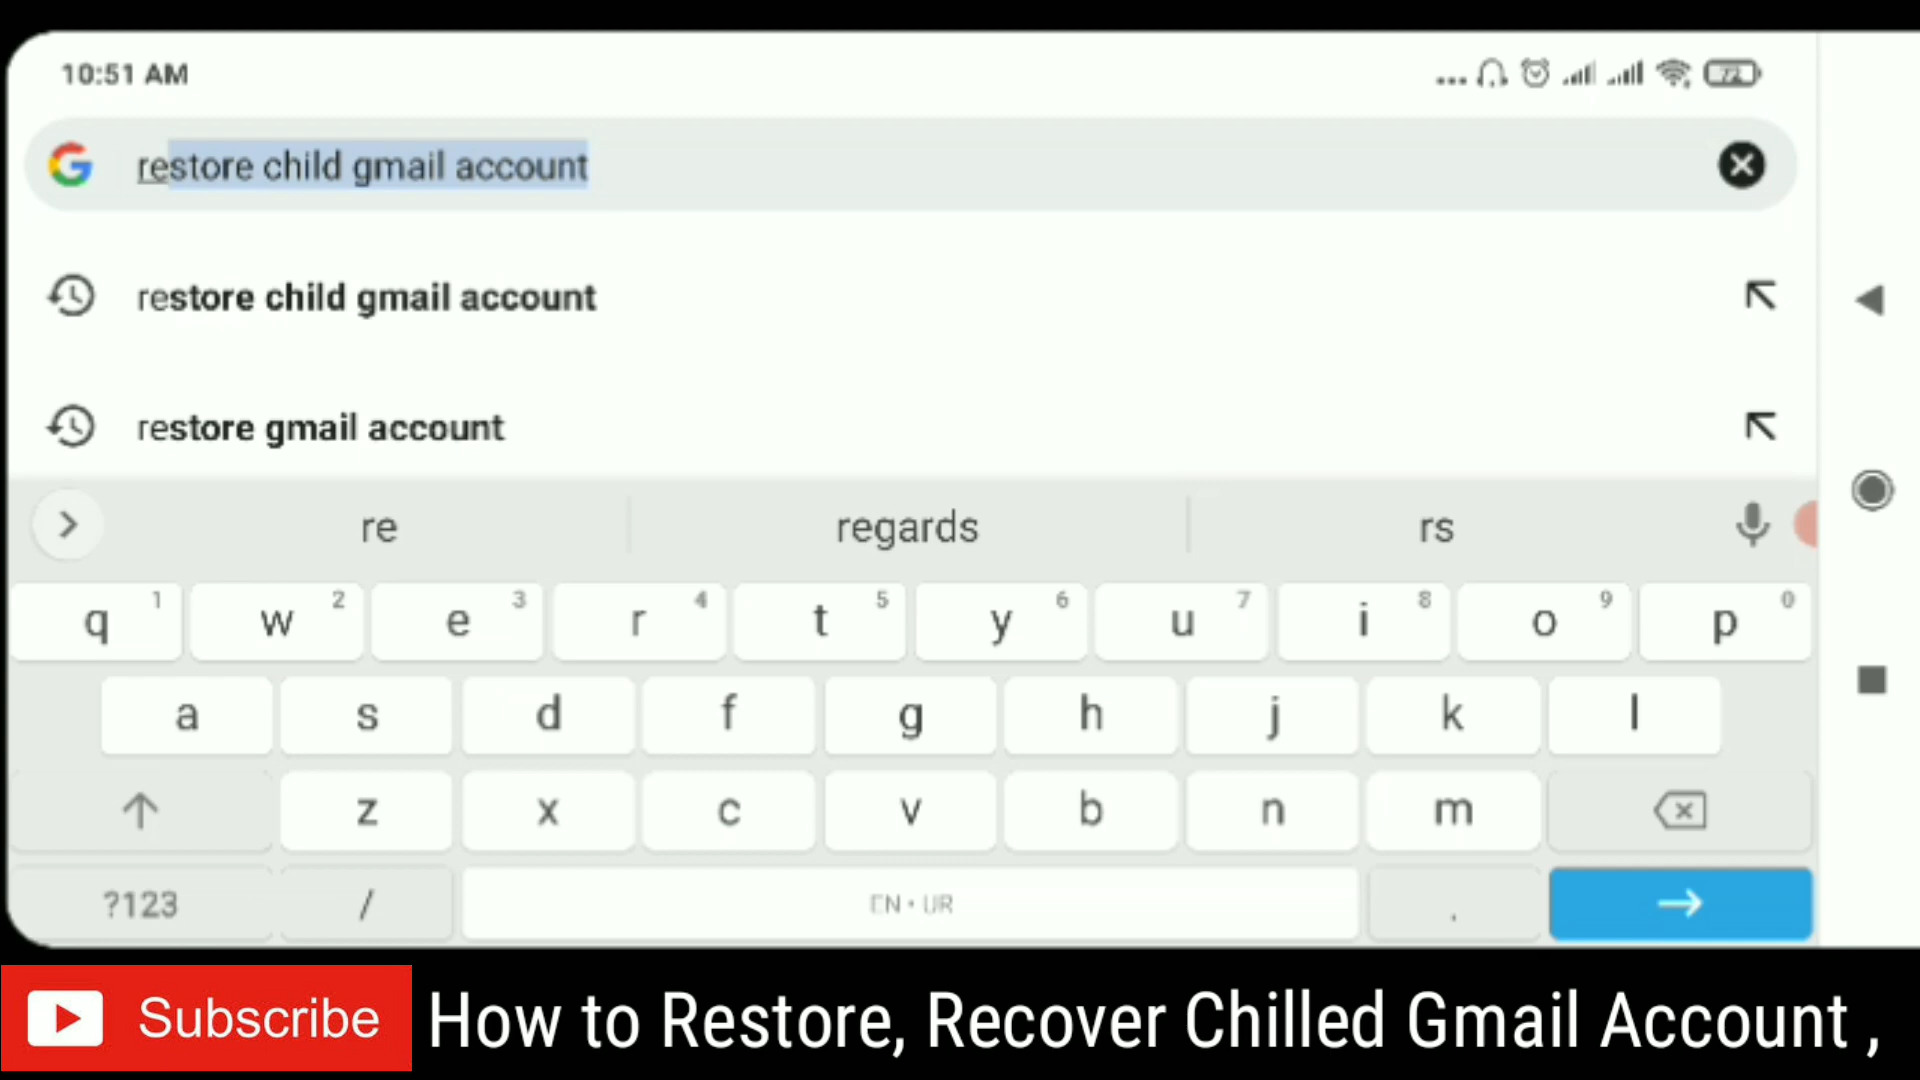 10:51 AM
72
restore child gmail account
restore child gmail account
restore gmail account
re regards rs
q 1 w 2 e 3 r 4 t 5 y 6 u 7 i 8 o 9 p 0
a s d f g h j k l
z x c v b n m
?123 / EN • UR .
Subscribe How to Restore, Recover Chilled Gmail Account ,